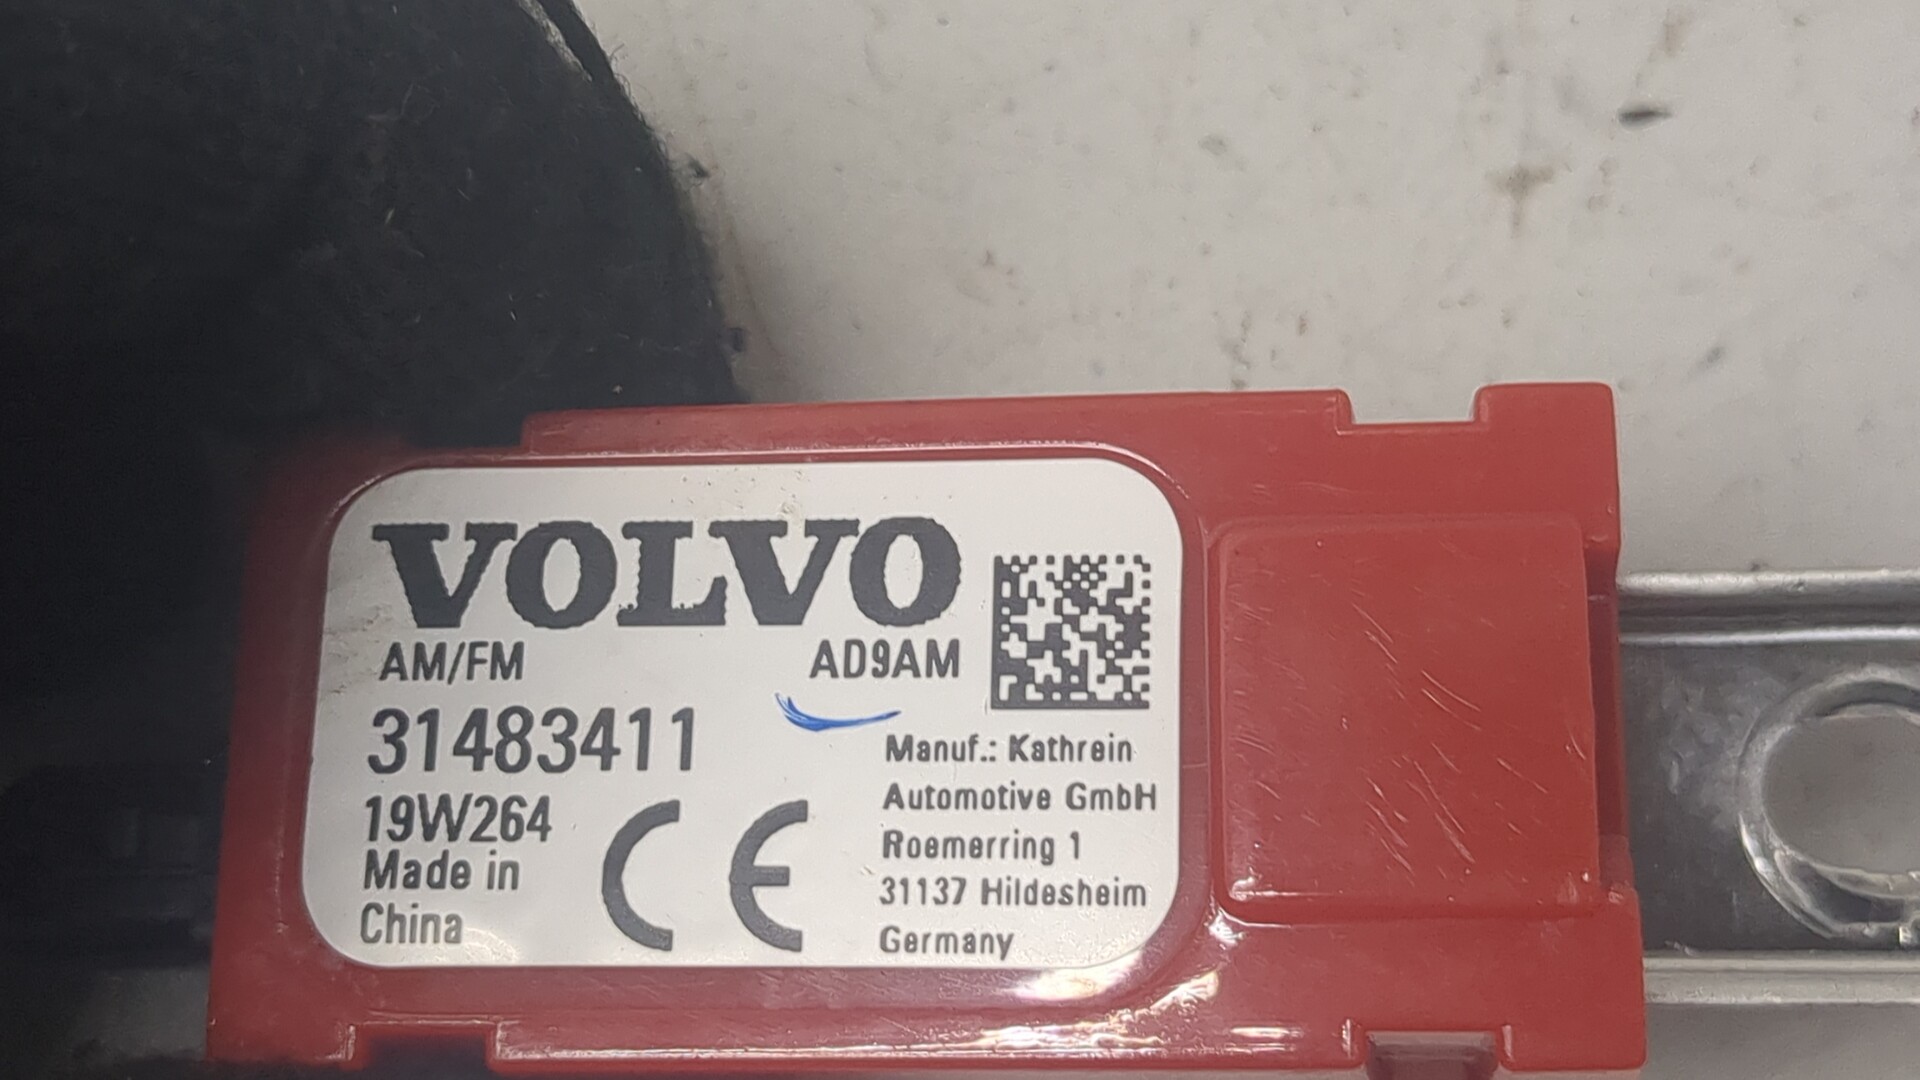 VOLVO
AM/FM AD9AM
31483411
19W264
Made in
China
CE
Manuf.: Kathrein
Automotive GmbH
Roemerring 1
31137 Hildesheim
Germany